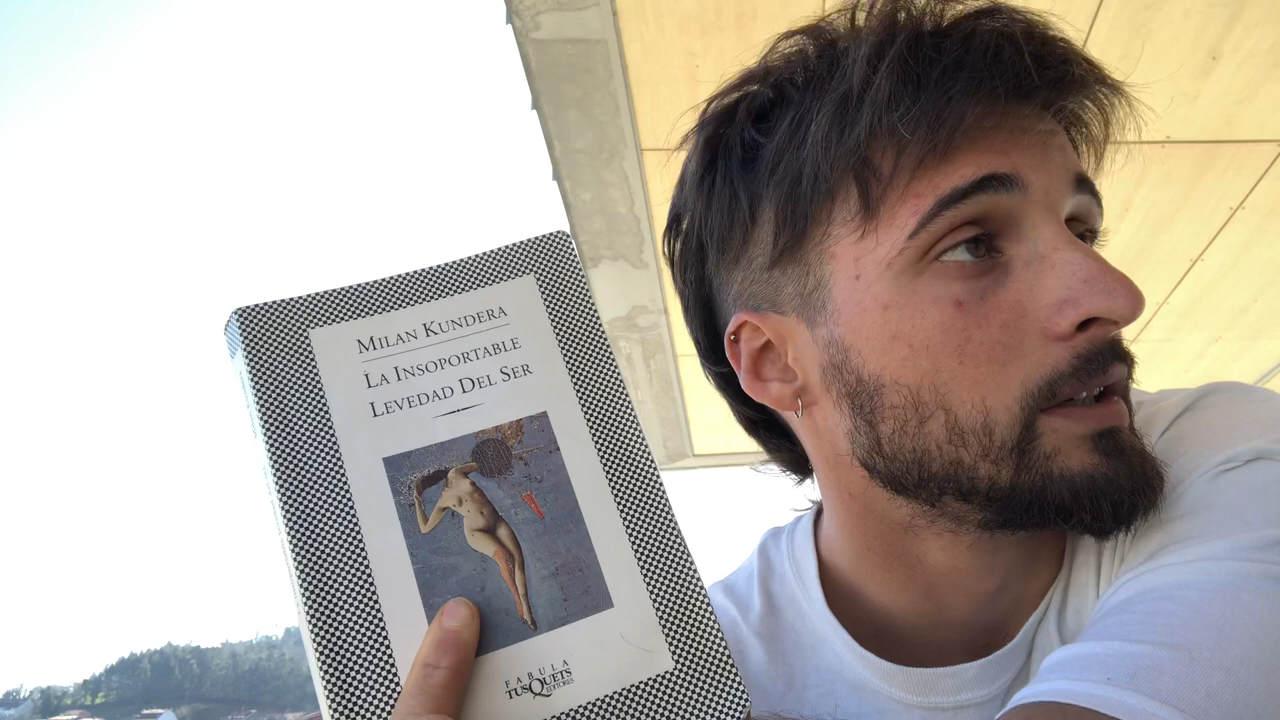 MILAN KUNDERA
LA INSOPORTABLE
LEVEDAD DEL SER
FABULA
TUSQUETS
EDITORES